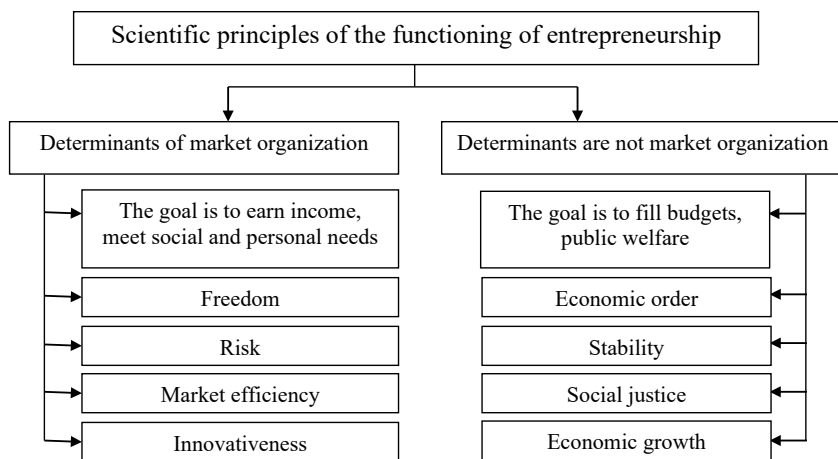 Scientific principles of the functioning of entrepreneurship
Determinants of market organization
Determinants are not market organization
The goal is to earn income,
meet social and personal needs
The goal is to fill budgets,
public welfare
Freedom
Economic order
Risk
Stability
Market efficiency
Social justice
Innovativeness
Economic growth